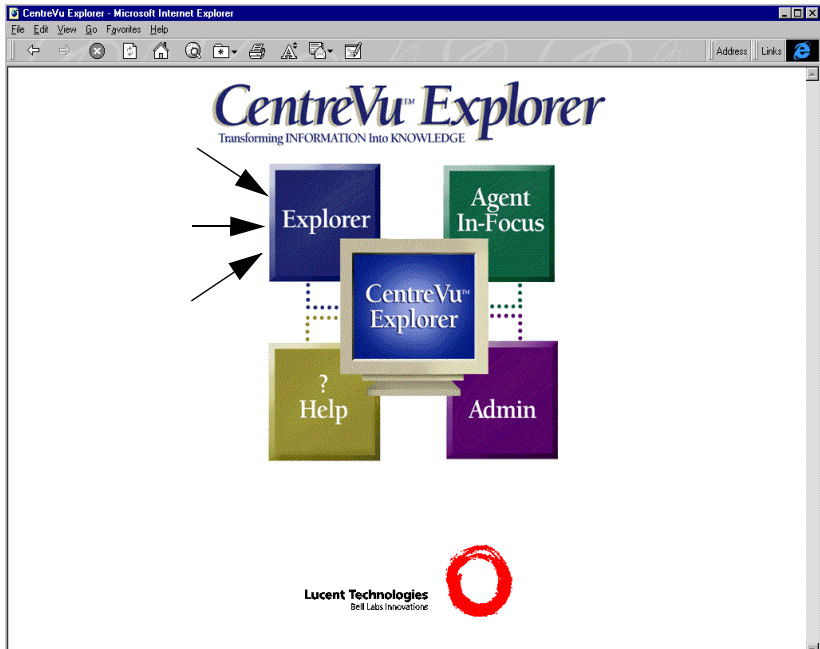 CentreVu Explorer - Microsoft Internet Explorer
File Edit View Go Favorites Help
Address Links
CentreVu™ Explorer
Transforming INFORMATION Into KNOWLEDGE
Explorer
Agent
In-Focus
CentreVu™
Explorer
?
Help
Admin
Lucent Technologies
Bell Labs Innovations